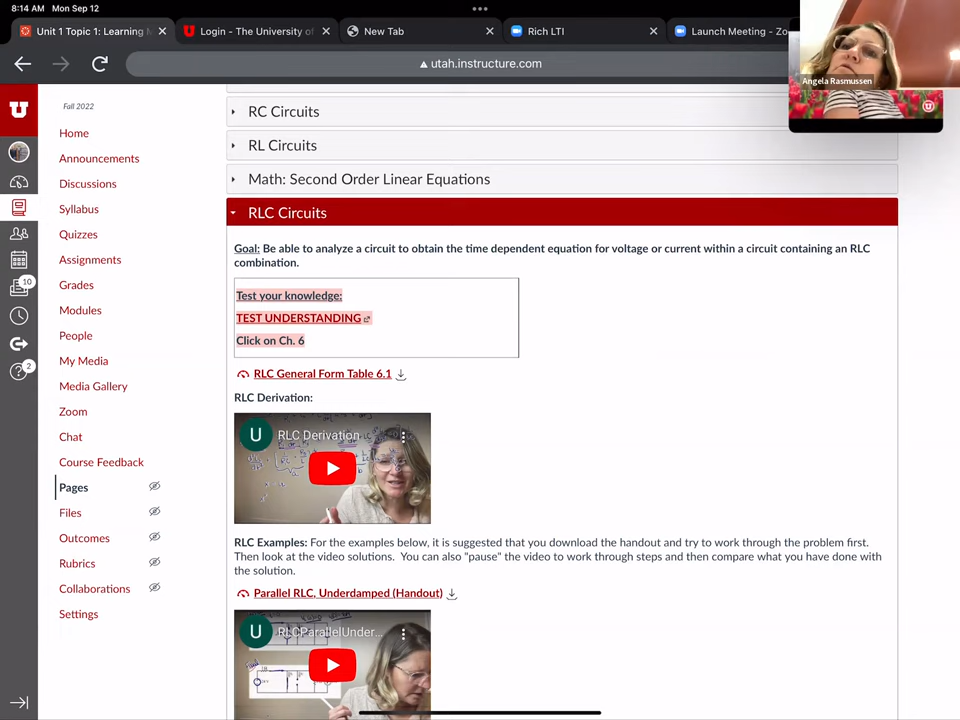 8:14 AM Mon Sep 12
Unit 1 Topic 1: Learning
Login - The University of
New Tab
Rich LTI
Launch Meeting - Zo
utah.instructure.com
Angela Rasmussen
U
U
Fall 2022
Home
Announcements
Discussions
Syllabus
Quizzes
Assignments
Grades
Modules
People
My Media
Media Gallery
Zoom
Chat
Course Feedback
Pages
Files
Outcomes
Rubrics
Collaborations
Settings
10
2
RC Circuits
RL Circuits
Math: Second Order Linear Equations
RLC Circuits
Goal: Be able to analyze a circuit to obtain the time dependent equation for voltage or current within a circuit containing an RLC
combination.
Test your knowledge:
TEST UNDERSTANDING
Click on Ch. 6
RLC General Form Table 6.1
RLC Derivation:
U RLC Derivation
RLC Examples: For the examples below, it is suggested that you download the handout and try to work through the problem first.
Then look at the video solutions. You can also "pause" the video to work through steps and then compare what you have done with
the solution.
Parallel RLC, Underdamped (Handout)
U RLCParallelUnder...